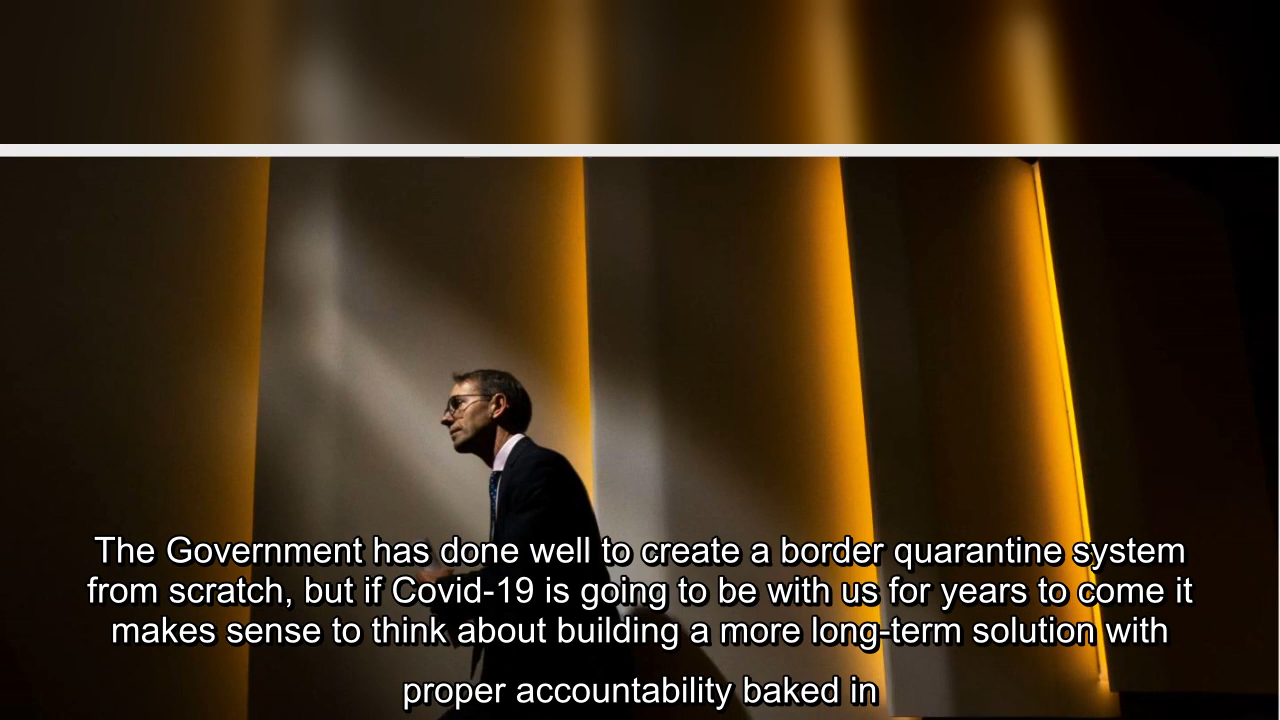 The Government has done well to create a border quarantine system
from scratch, but if Covid-19 is going to be with us for years to come it
makes sense to think about building a more long-term solution with
proper accountability baked in